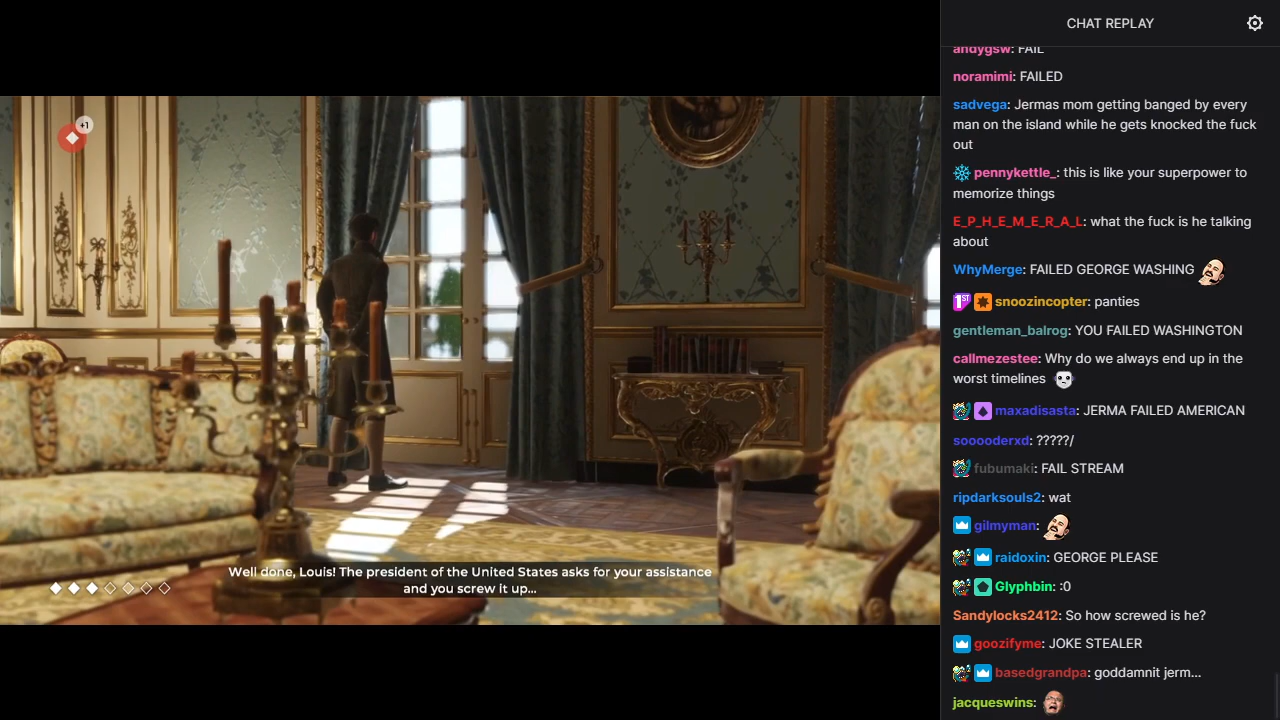 +1
Well done, Louis! The president of the United States asks for your assistance
and you screw it up...
CHAT REPLAY
andygsw: FAIL
noramimi: FAILED
sadvega: Jermas mom getting banged by every
man on the island while he gets knocked the fuck
out
pennykettle_: this is like your superpower to
memorize things
E_P_H_E_M_E_R_A_L: what the fuck is he talking
about
WhyMerge: FAILED GEORGE WASHING
1ST snoozincopter: panties
gentleman_balrog: YOU FAILED WASHINGTON
callmezestee: Why do we always end up in the
worst timelines
maxadisasta: JERMA FAILED AMERICAN
sooooderxd: ?????/
fubumaki: FAIL STREAM
ripdarksouls2: wat
gilmyman:
raidoxin: GEORGE PLEASE
Glyphbin: :0
Sandylocks2412: So how screwed is he?
goozifyme: JOKE STEALER
basedgrandpa: goddamnit jerm...
jacqueswins: